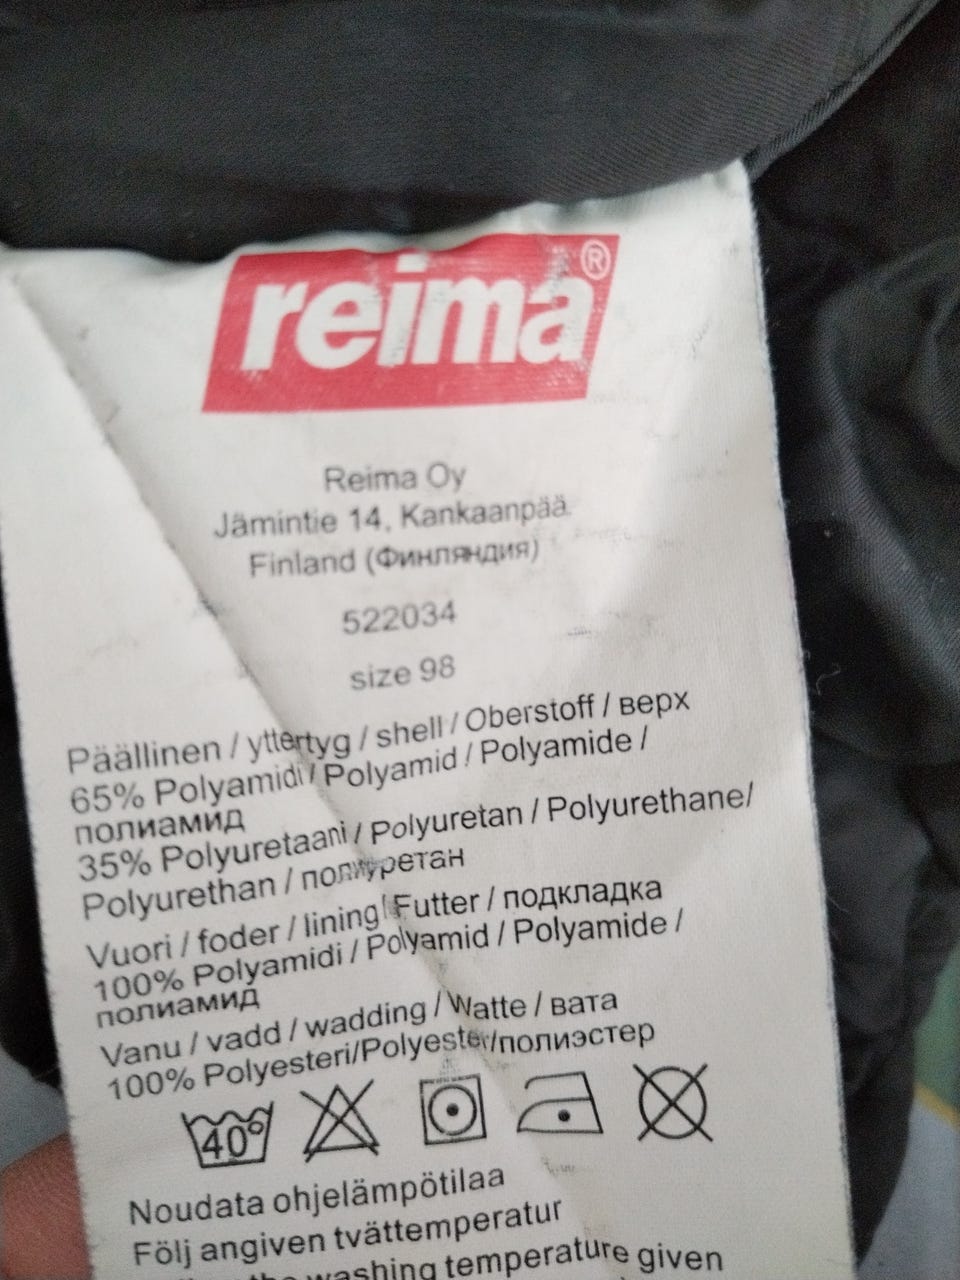 reima®
Reima Oy
Jämintie 14, Kankaanpää
Finland (Финляндия)
522034
size 98
Päällinen / yttertyg / shell / Oberstoff / верх
65% Polyamidi / Polyamid / Polyamide /
полиамид
35% Polyuretaani / Polyuretan / Polyurethane/
Polyurethan / полиуретан
Vuori / foder / lining / Futter / подкладка
100% Polyamidi / Polyamid / Polyamide /
полиамид
Vanu / vadd / wadding / Watte / вата
100% Polyesteri/Polyester/полиэстер
40°
Noudata ohjelämpötilaa
Följ angiven tvättemperatur
the washing temperature given